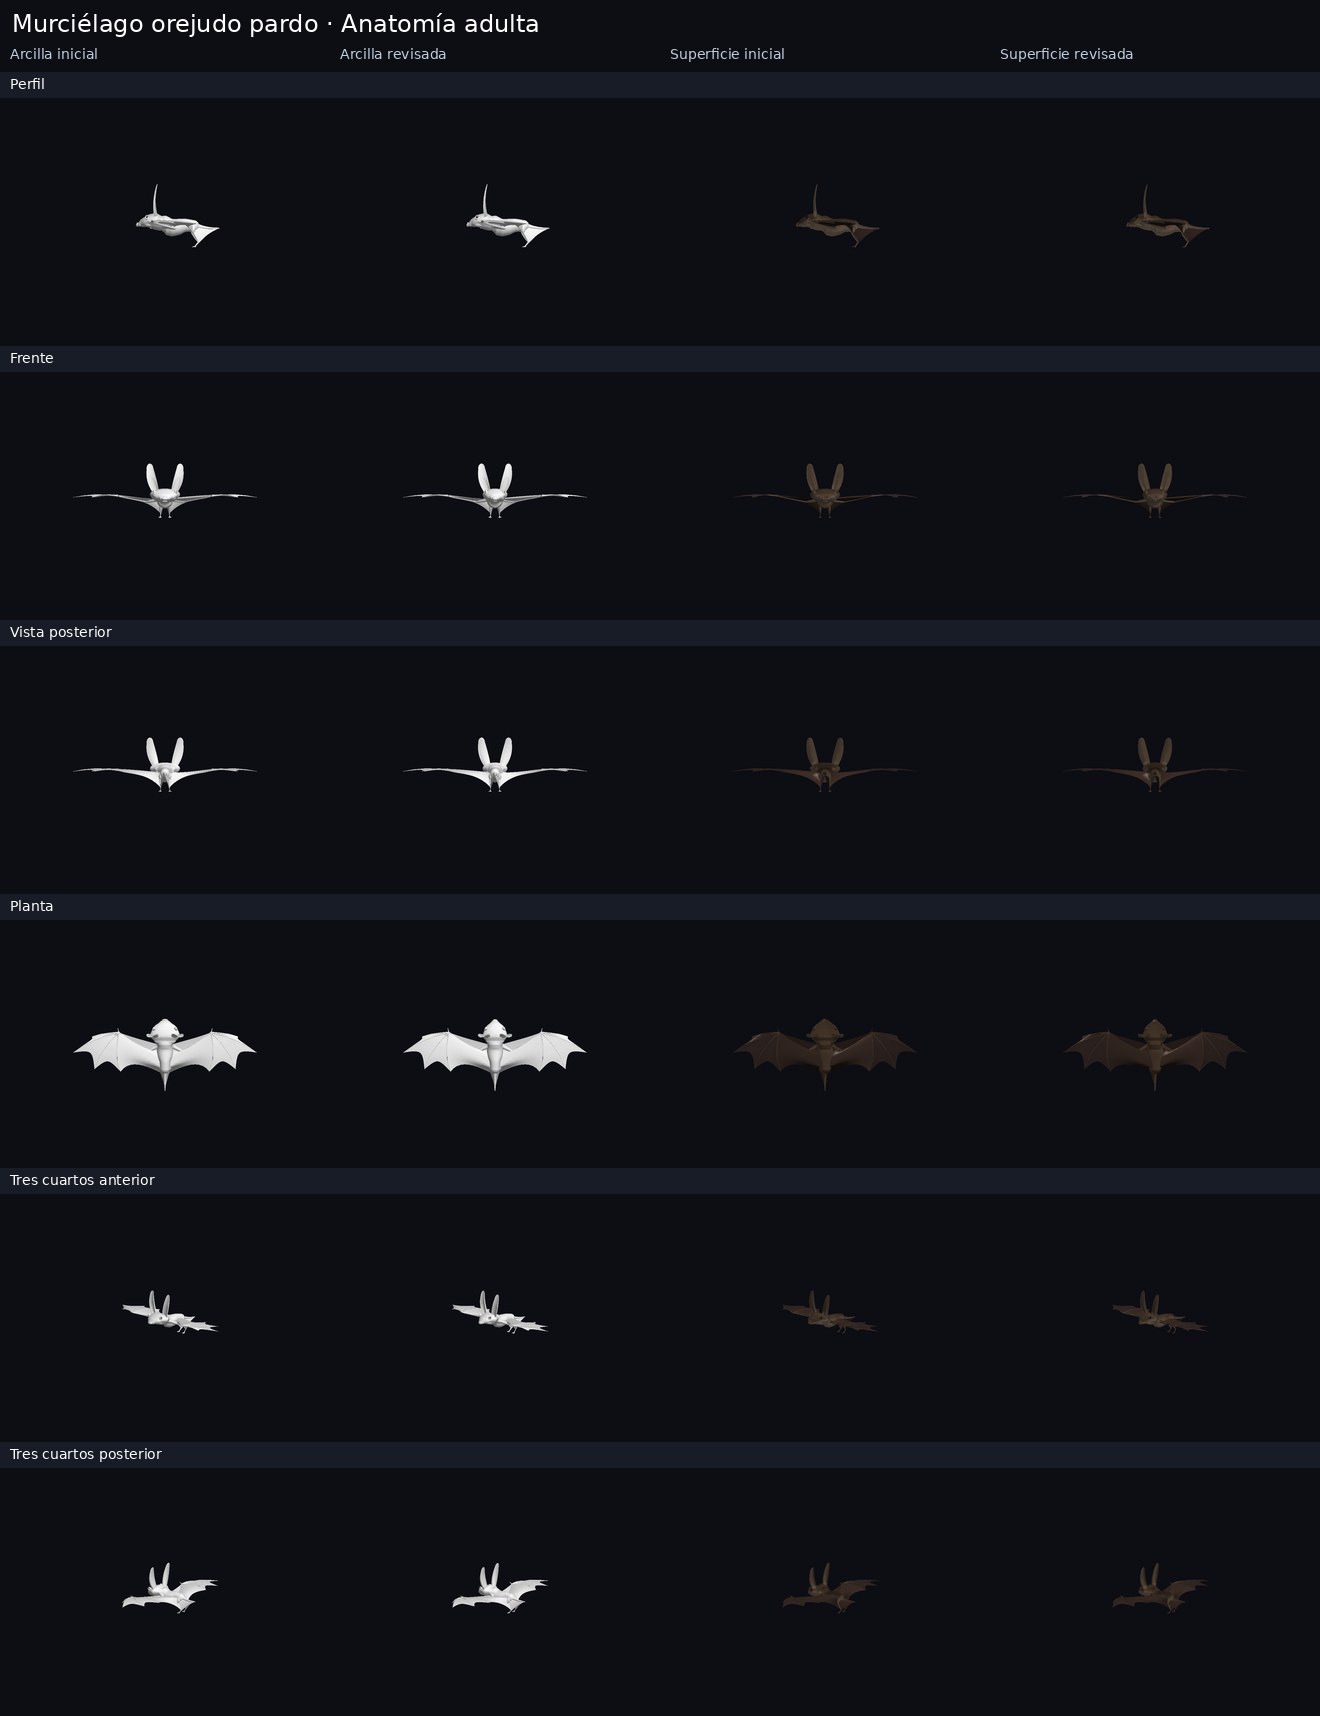 Murciélago orejudo pardo · Anatomía adulta
Arcilla inicial Arcilla revisada Superficie inicial Superficie revisada
Perfil
Frente
Vista posterior
Planta
Tres cuartos anterior
Tres cuartos posterior